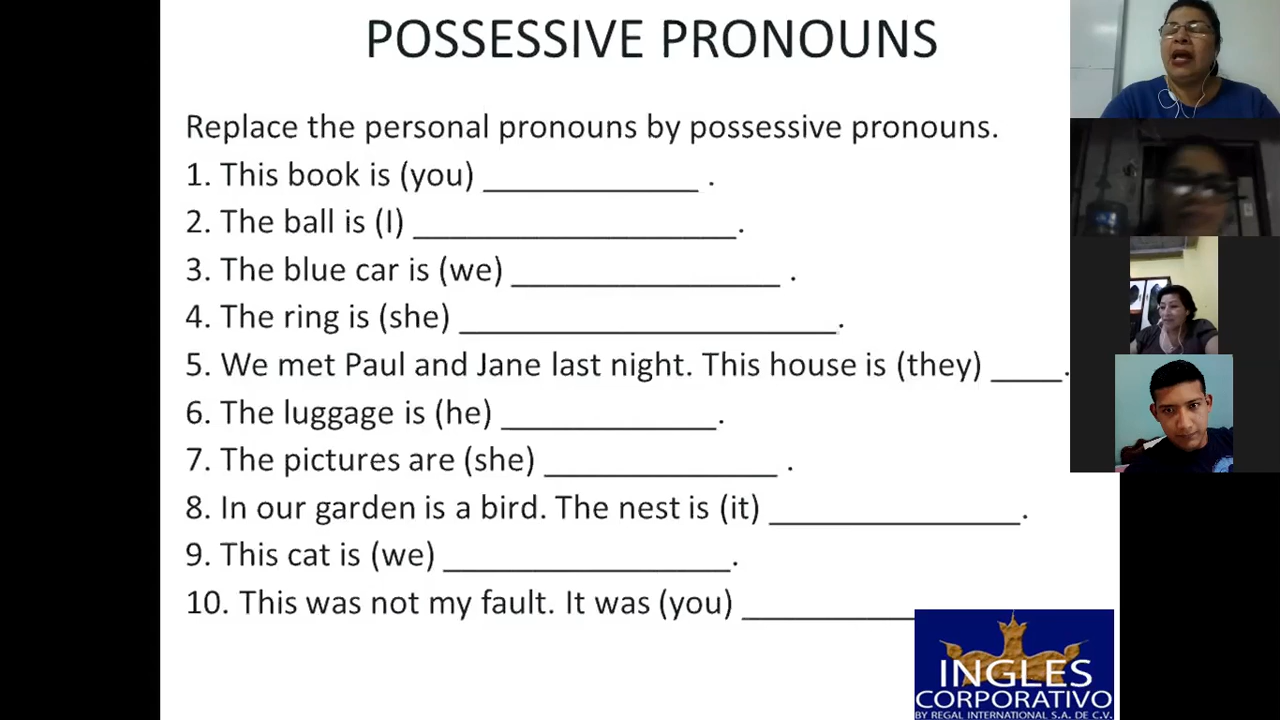 POSSESSIVE PRONOUNS
Replace the personal pronouns by possessive pronouns.
1. This book is (you) ____________ .
2. The ball is (I) __________________.
3. The blue car is (we) _______________ .
4. The ring is (she) _____________________.
5. We met Paul and Jane last night. This house is (they) ____.
6. The luggage is (he) ____________.
7. The pictures are (she) _____________ .
8. In our garden is a bird. The nest is (it) ______________.
9. This cat is (we) ________________.
10. This was not my fault. It was (you) __________
INGLES
CORPORATIVO
BY REGAL INTERNATIONAL S.A. DE C.V.